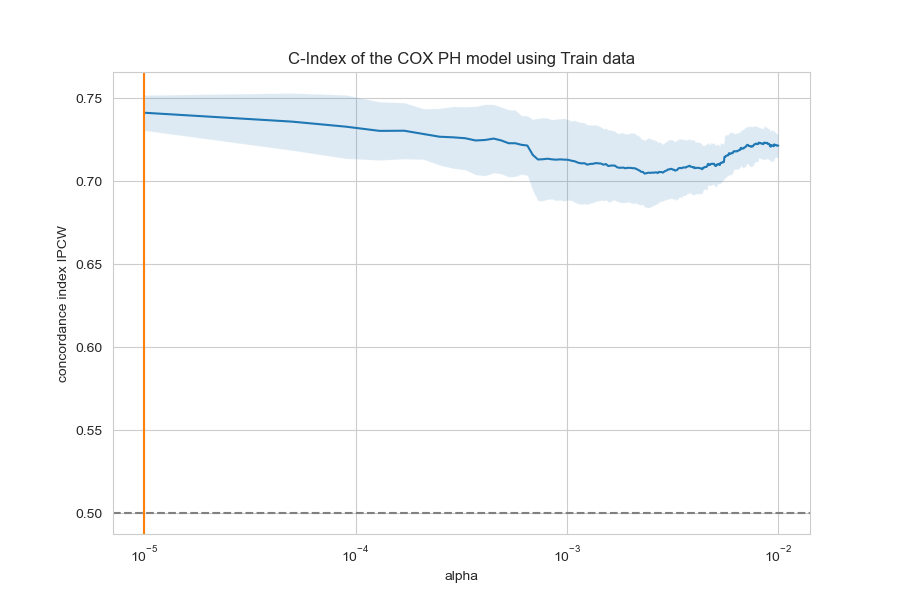 C-Index of the COX PH model using Train data
concordance index IPCW
0.75
0.70
0.65
0.60
0.55
0.50
10⁻⁵ 10⁻⁴ 10⁻³ 10⁻²
alpha